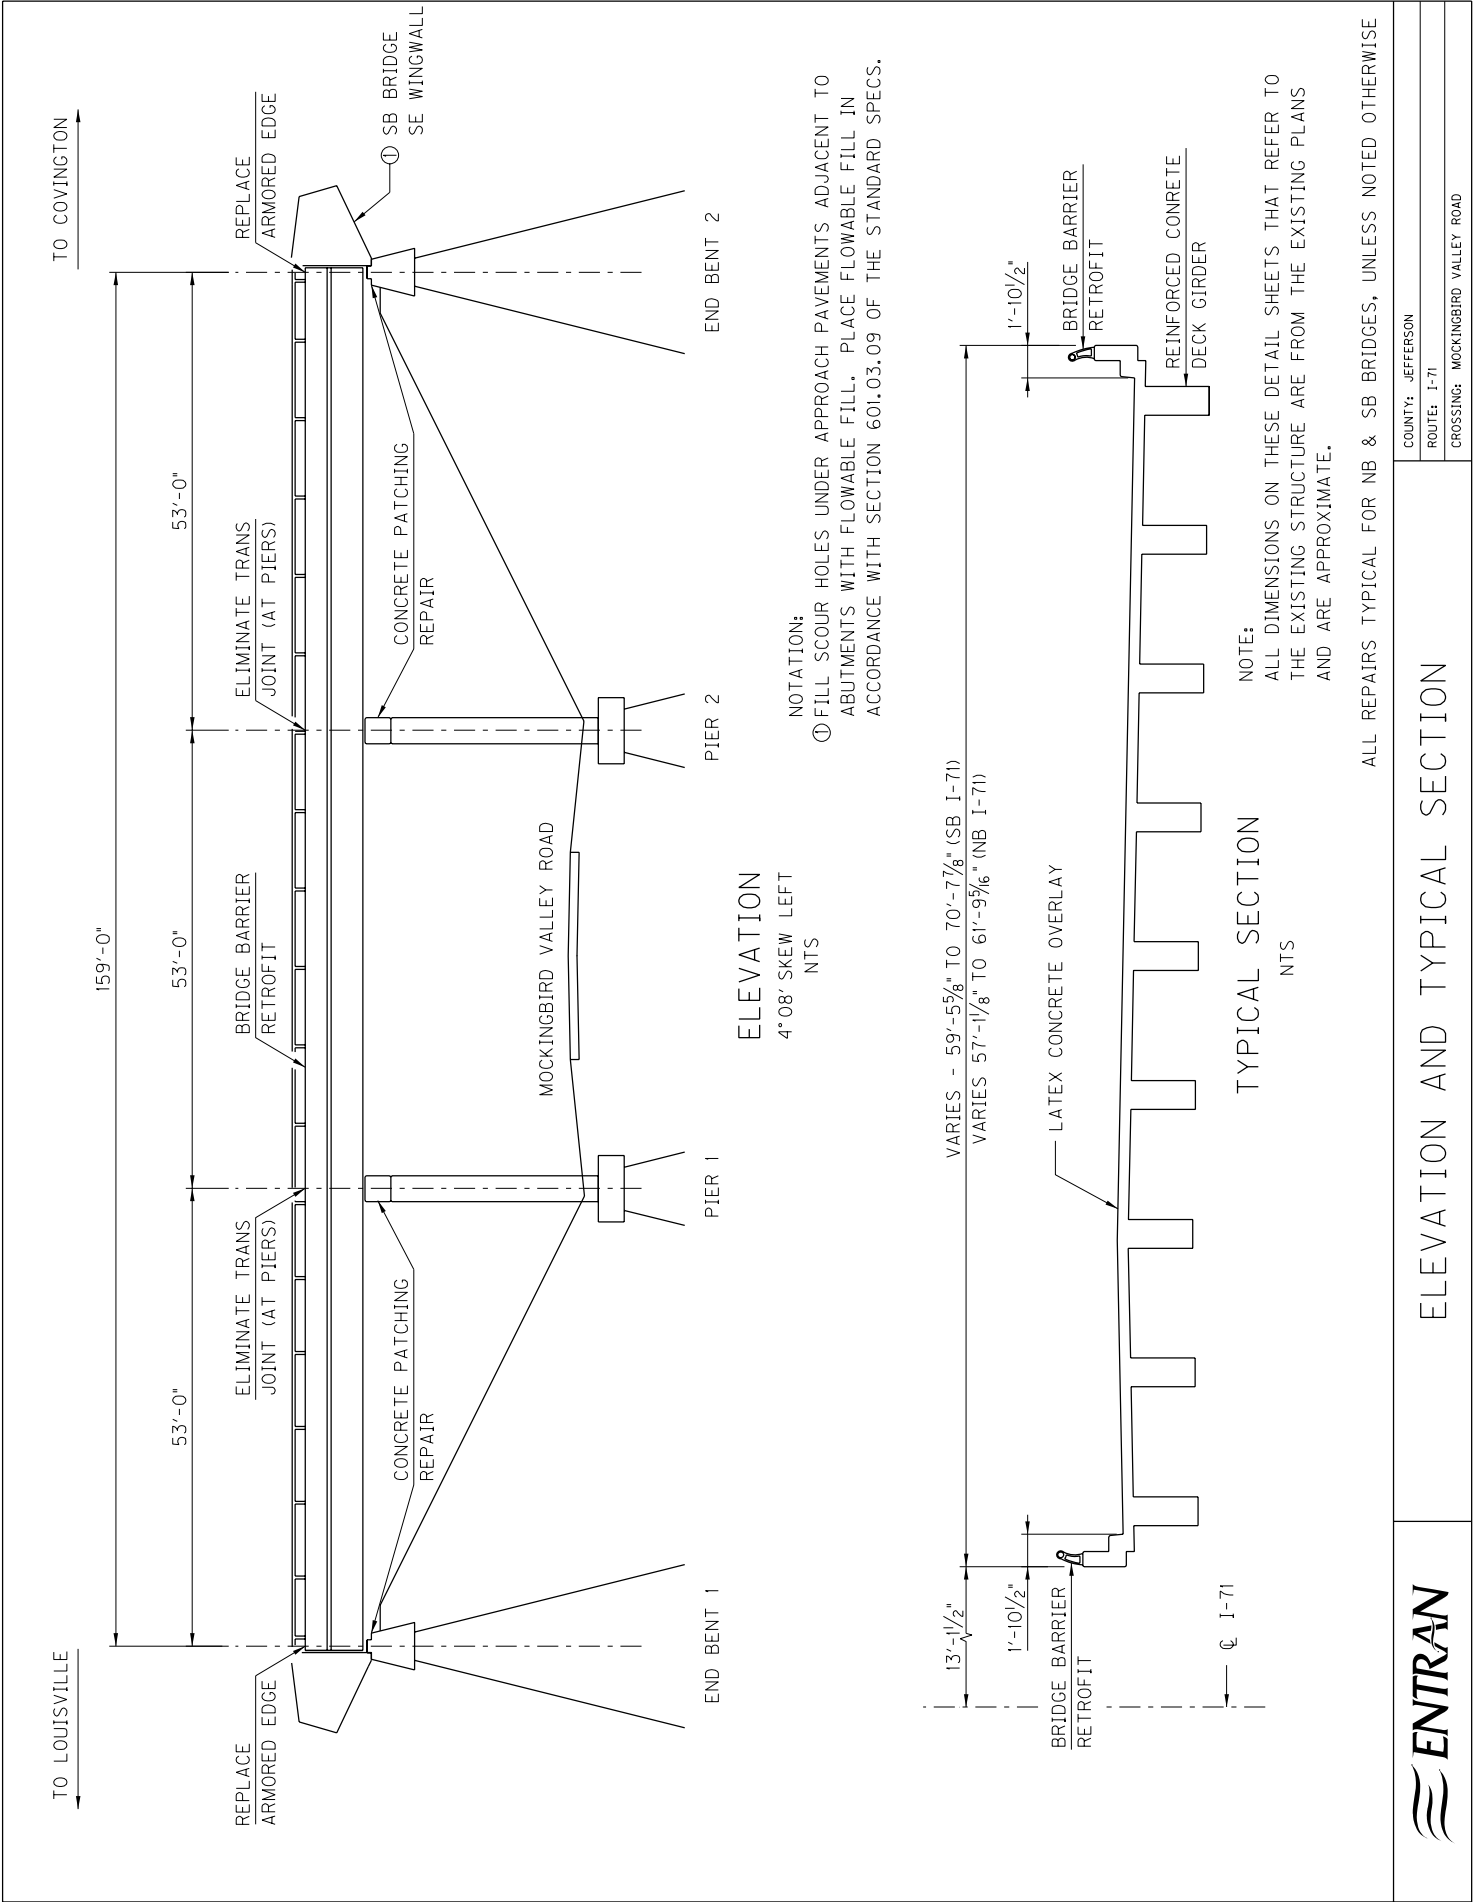 TO LOUISVILLE
TO COVINGTON
159'-0"
53'-0"
53'-0"
53'-0"
REPLACE
ARMORED EDGE
ELIMINATE TRANS
JOINT (AT PIERS)
BRIDGE BARRIER
RETROFIT
ELIMINATE TRANS
JOINT (AT PIERS)
REPLACE
ARMORED EDGE
① SB BRIDGE
SE WINGWALL
CONCRETE PATCHING
REPAIR
CONCRETE PATCHING
REPAIR
MOCKINGBIRD VALLEY ROAD
END BENT 1
PIER 1
PIER 2
END BENT 2
ELEVATION
4°08' SKEW LEFT
NTS
NOTATION:
① FILL SCOUR HOLES UNDER APPROACH PAVEMENTS ADJACENT TO
ABUTMENTS WITH FLOWABLE FILL. PLACE FLOWABLE FILL IN
ACCORDANCE WITH SECTION 601.03.09 OF THE STANDARD SPECS.
VARIES - 59'-5⅝" TO 70'-7⅞" (SB I-71)
VARIES 57'-1⅛" TO 61'-9 5/16" (NB I-71)
13'-1½"
1'-10½"
1'-10½"
BRIDGE BARRIER
RETROFIT
LATEX CONCRETE OVERLAY
BRIDGE BARRIER
RETROFIT
REINFORCED CONRETE
DECK GIRDER
℄ I-71
TYPICAL SECTION
NTS
NOTE:
ALL DIMENSIONS ON THESE DETAIL SHEETS THAT REFER TO
THE EXISTING STRUCTURE ARE FROM THE EXISTING PLANS
AND ARE APPROXIMATE.
ALL REPAIRS TYPICAL FOR NB & SB BRIDGES, UNLESS NOTED OTHERWISE
ENTRAN
ELEVATION AND TYPICAL SECTION
COUNTY: JEFFERSON
ROUTE: I-71
CROSSING: MOCKINGBIRD VALLEY ROAD